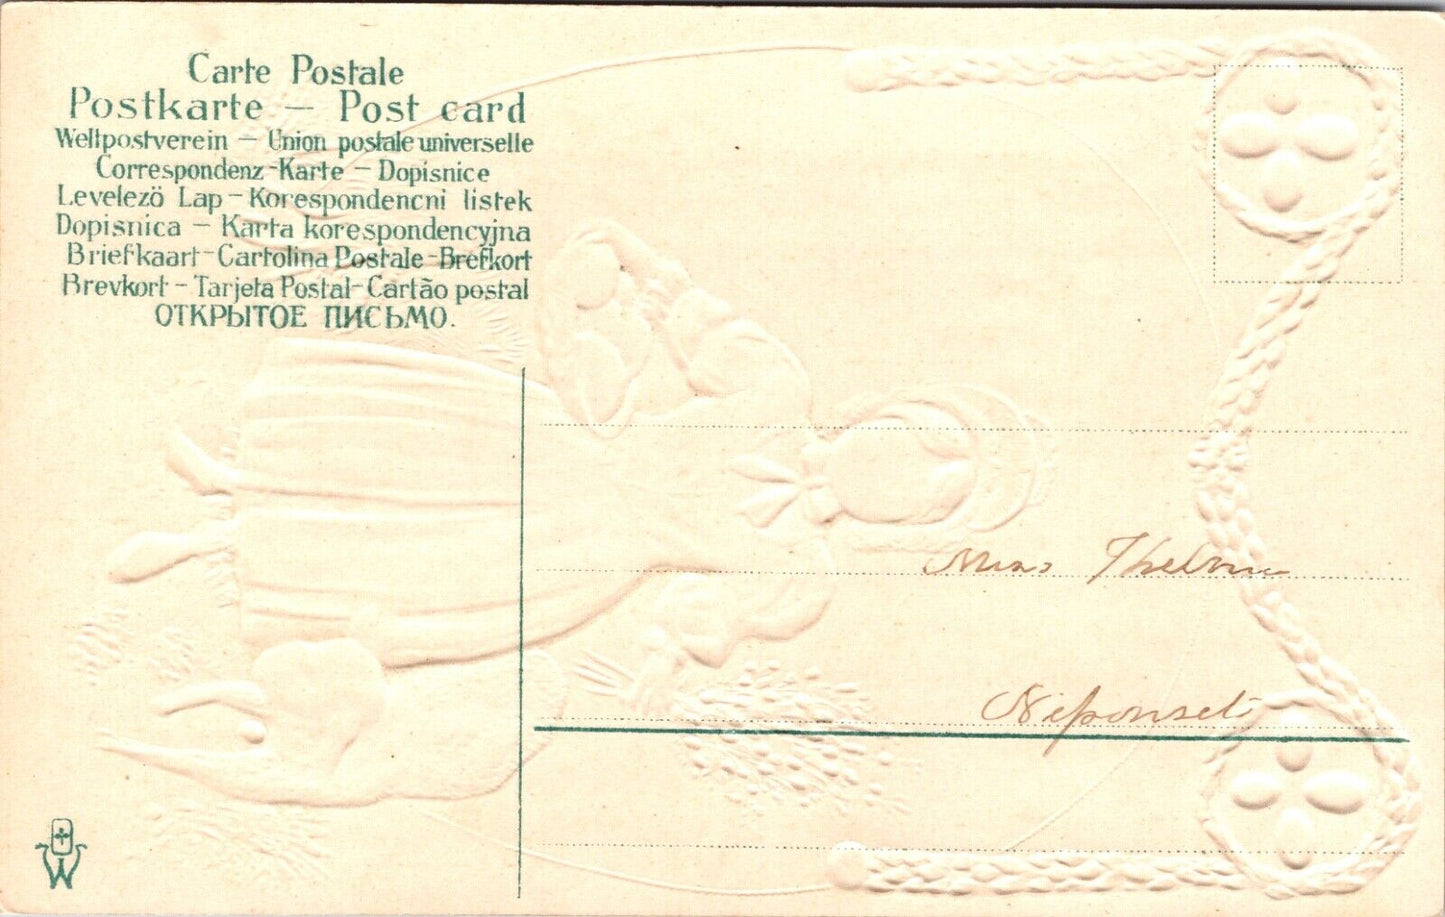 Carte Postale
Postkarte — Post card
Weltpostverein — Union postale universelle
Correspondenz-Karte — Dopisnice
Levelezö Lap - Korespondencni listek
Dopisnica — Karta korespondencyjna
Briefkaart - Cartolina Postale - Brefkort
Brevkort - Tarjeta Postal - Cartão postal
ОТКРЫТОЕ ПИСЬМО.
Miss Thelma
Neponset
W